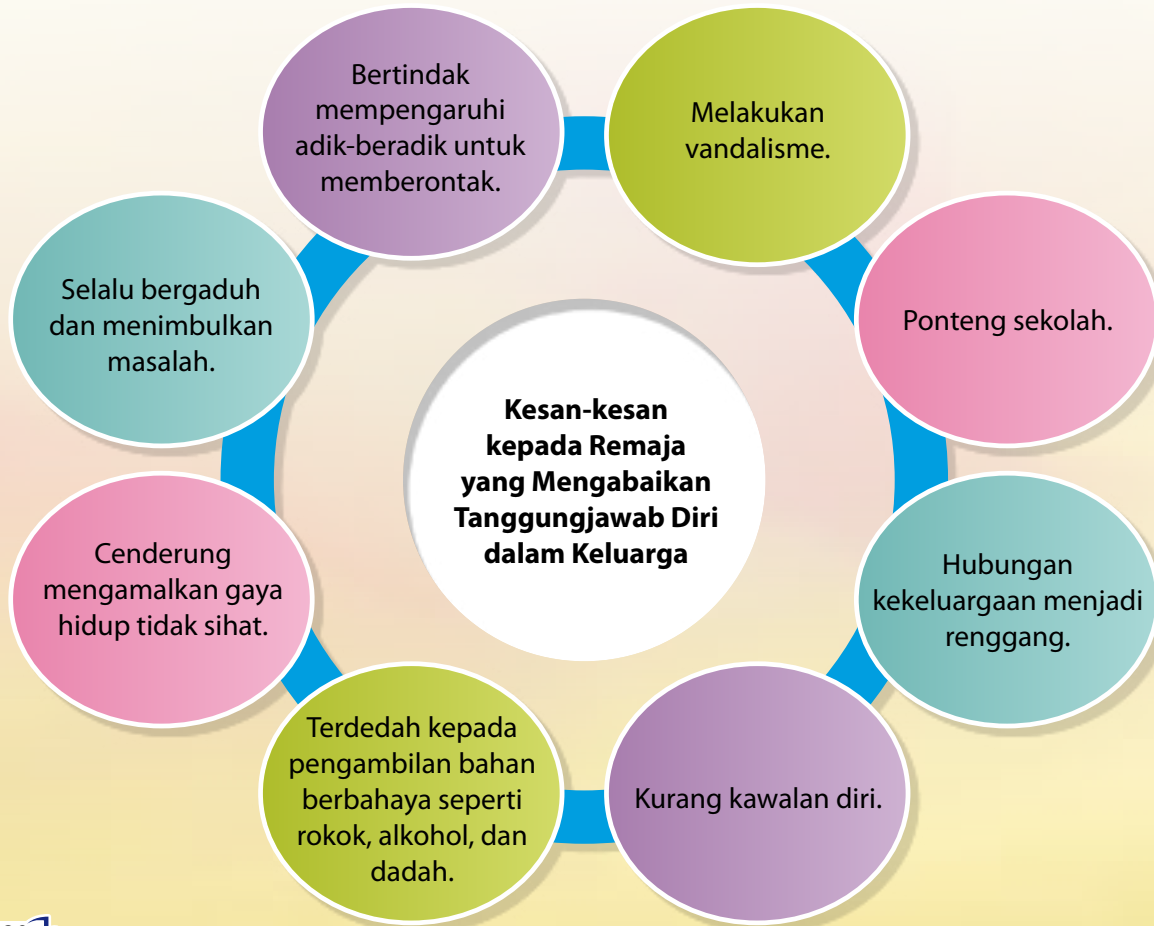 Kesan-kesan
kepada Remaja
yang Mengabaikan
Tanggungjawab Diri
dalam Keluarga
Bertindak
mempengaruhi
adik-beradik untuk
memberontak.
Melakukan
vandalisme.
Ponteng sekolah.
Hubungan
kekeluargaan menjadi
renggang.
Kurang kawalan diri.
Terdedah kepada
pengambilan bahan
berbahaya seperti
rokok, alkohol, dan
dadah.
Cenderung
mengamalkan gaya
hidup tidak sihat.
Selalu bergaduh
dan menimbulkan
masalah.